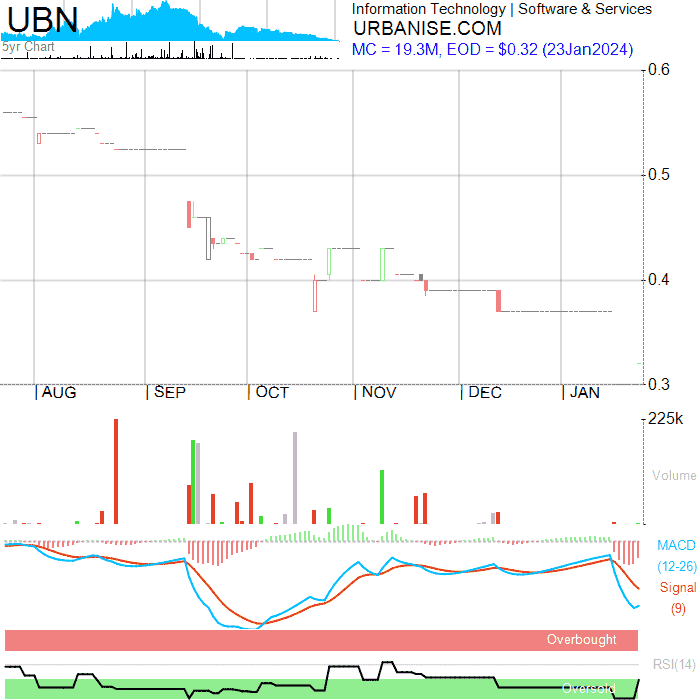 UBN
5yr Chart
Information Technology | Software & Services
URBANISE.COM
MC = 19.3M, EOD = $0.32 (23Jan2024)
0.6
0.5
0.4
0.3
|AUG |SEP |OCT |NOV |DEC |JAN
225k
Volume
MACD
(12-26)
Signal
(9)
Overbought
RSI(14)
Oversold